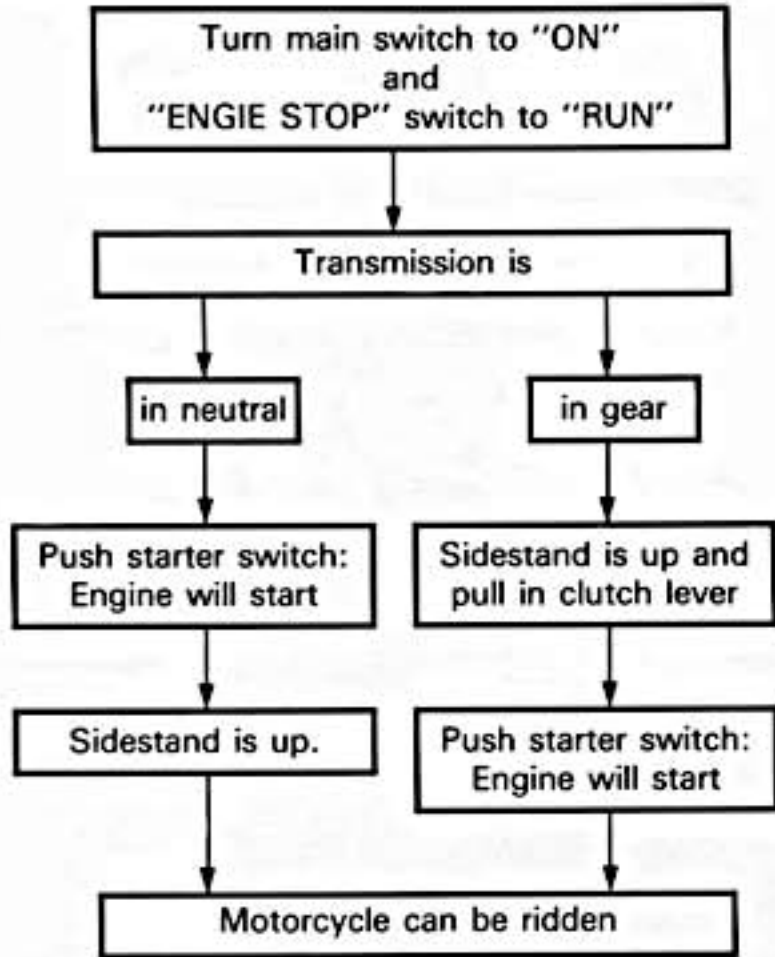 Turn main switch to "ON"
and
"ENGIE STOP" switch to "RUN"
Transmission is
in neutral
in gear
Push starter switch:
Engine will start
Sidestand is up and
pull in clutch lever
Sidestand is up.
Push starter switch:
Engine will start
Motorcycle can be ridden